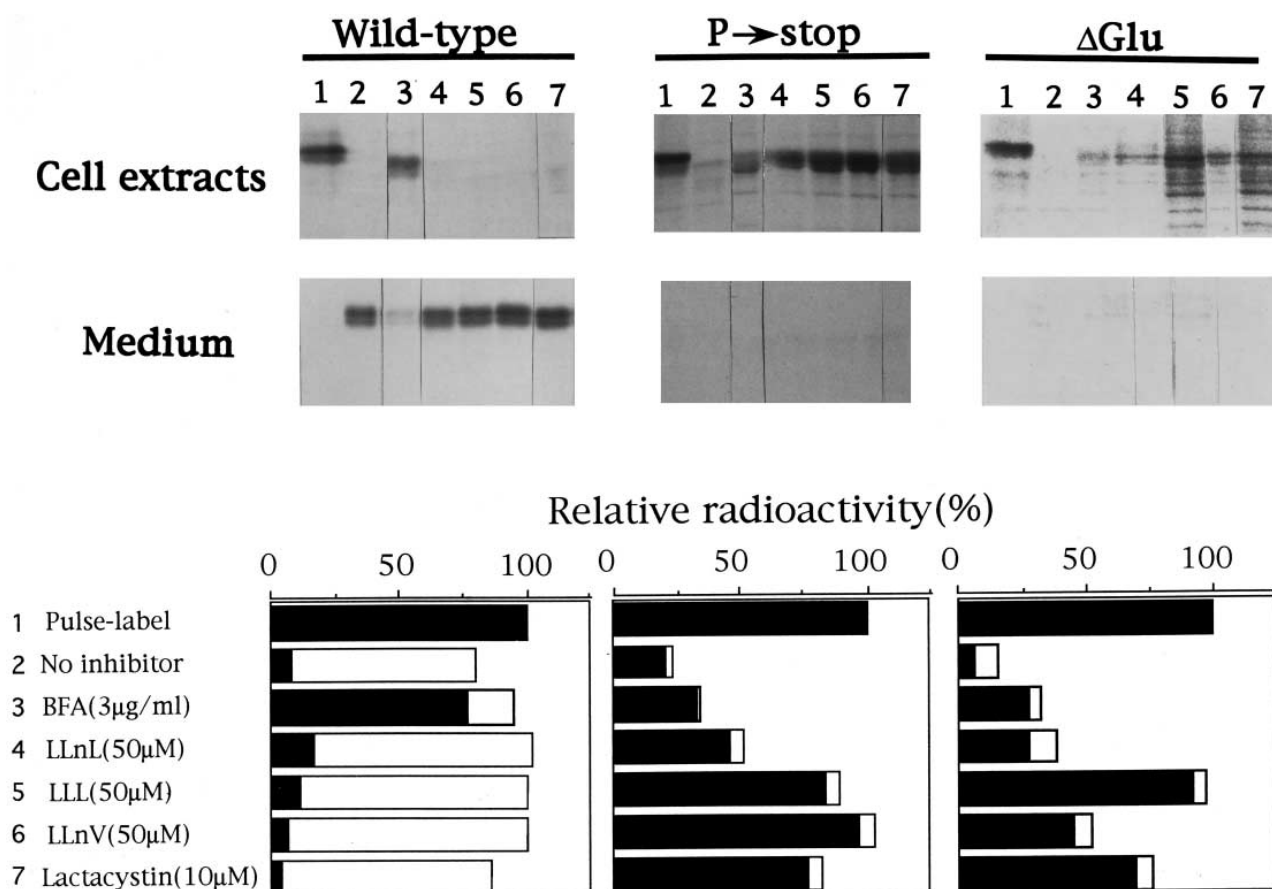 Wild-type P→stop ΔGlu
1 2 3 4 5 6 7 1 2 3 4 5 6 7 1 2 3 4 5 6 7
Cell extracts
Medium
Relative radioactivity(%)
0 50 100 0 50 100 0 50 100
1 Pulse-label
2 No inhibitor
3 BFA(3µg/ml)
4 LLnL(50µM)
5 LLL(50µM)
6 LLnV(50µM)
7 Lactacystin(10µM)